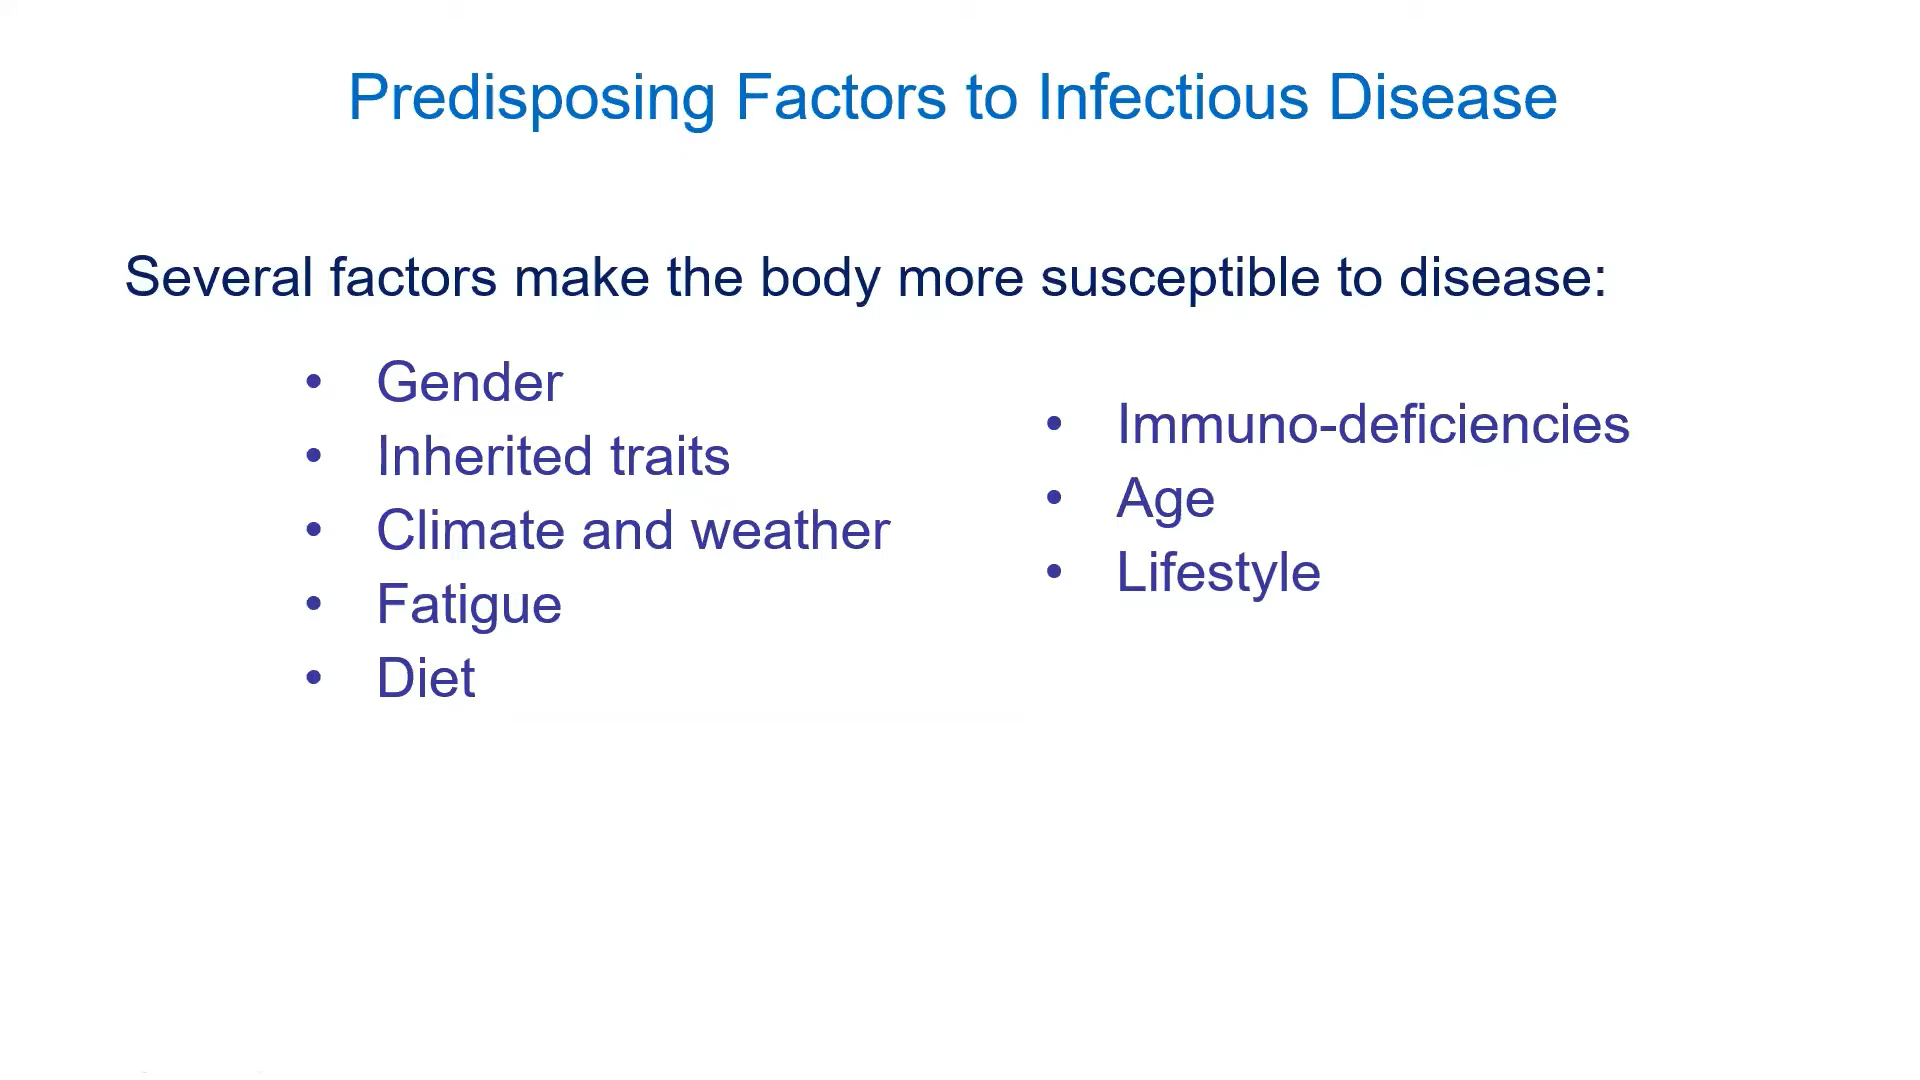 Predisposing Factors to Infectious Disease
Several factors make the body more susceptible to disease:
• Gender
• Inherited traits
• Climate and weather
• Fatigue
• Diet
• Immuno-deficiencies
• Age
• Lifestyle